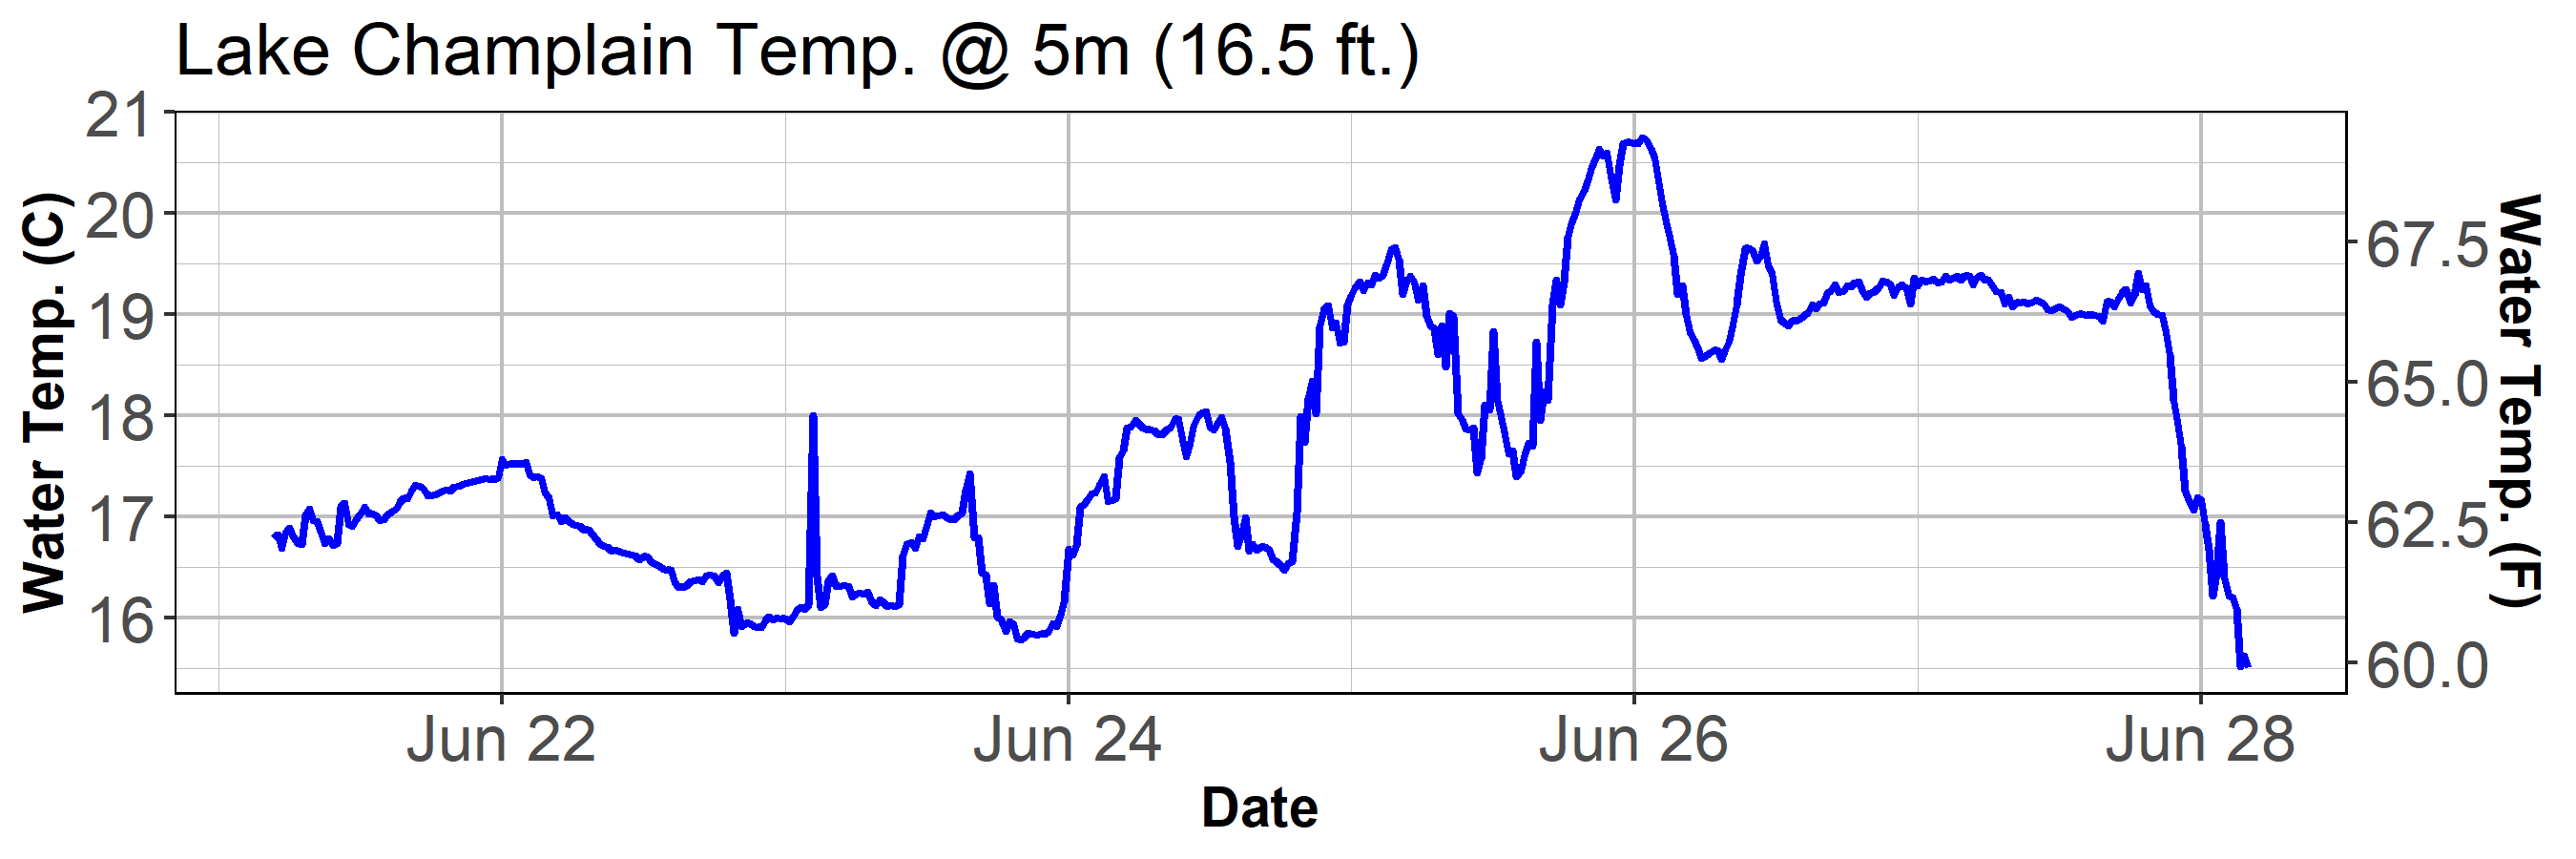 Lake Champlain Temp. @ 5m (16.5 ft.)
Water Temp. (C)
21
20
19
18
17
16
67.5
65.0
62.5
60.0
Water Temp. (F)
Jun 22 Jun 24 Jun 26 Jun 28
Date